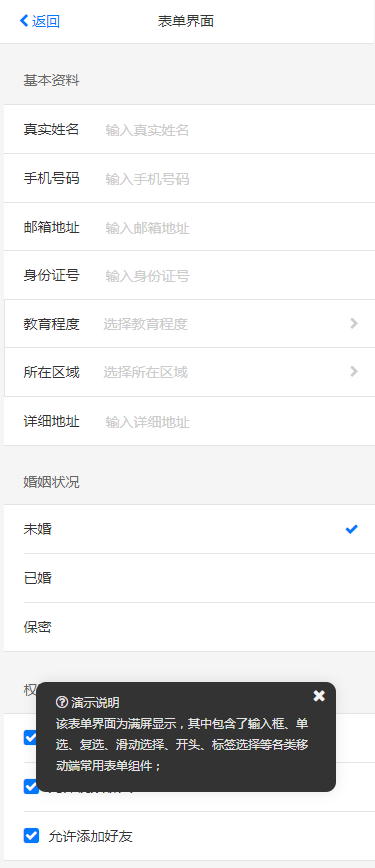 返回 表单界面
基本资料
真实姓名 输入真实姓名
手机号码 输入手机号码
邮箱地址 输入邮箱地址
身份证号 输入身份证号
教育程度 选择教育程度
所在区域 选择所在区域
详细地址 输入详细地址
婚姻状况
未婚
已婚
保密
权
演示说明
该表单界面为满屏显示，其中包含了输入框、单
选、复选、滑动选择、开头、标签选择等各类移
动端常用表单组件；
允许添加好友